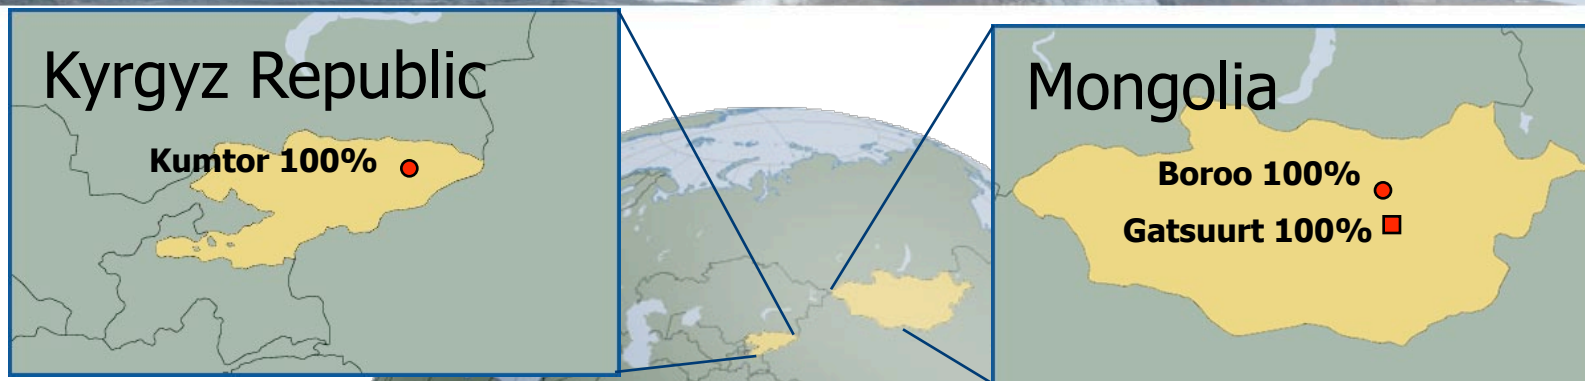 Kyrgyz Republic
Kumtor 100%
Mongolia
Boroo 100%
Gatsuurt 100%